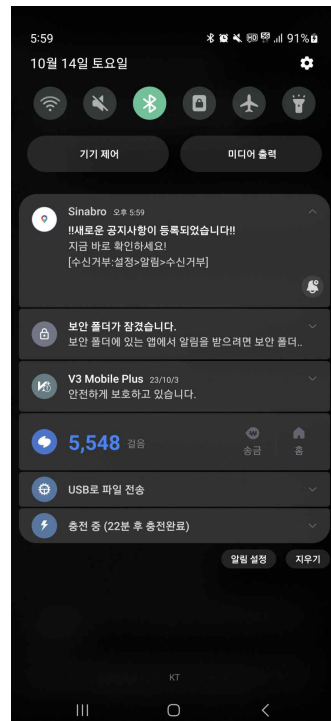 5:59
91%
10월 14일 토요일
기기 제어
미디어 출력
Sinabro 오후 5:59
!!새로운 공지사항이 등록되었습니다!!
지금 바로 확인하세요!
[수신거부:설정>알림>수신거부]
보안 폴더가 잠겼습니다.
보안 폴더에 있는 앱에서 알림을 받으려면 보안 폴더..
V3 Mobile Plus 23/10/3
안전하게 보호하고 있습니다.
5,548 걸음
송금
홈
USB로 파일 전송
충전 중 (22분 후 충전완료)
알림 설정
지우기
KT